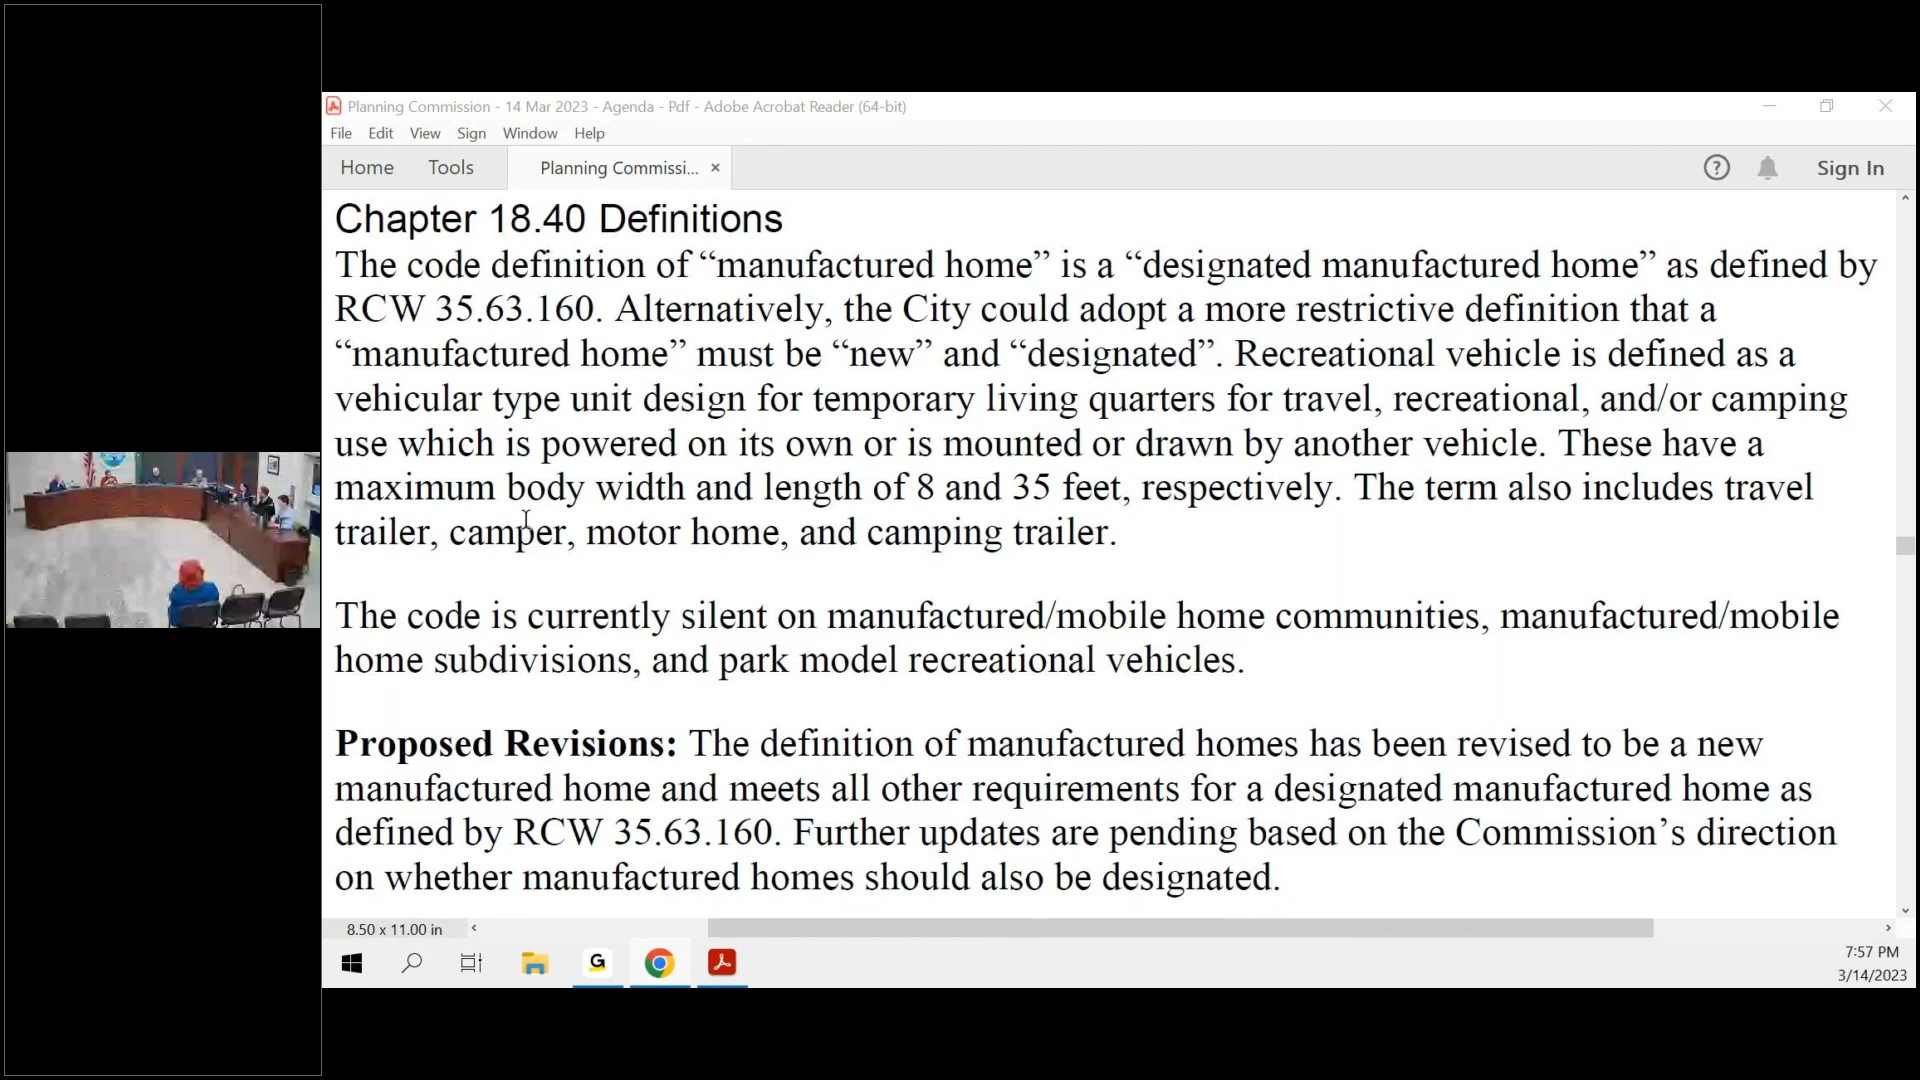 Planning Commission - 14 Mar 2023 - Agenda - Pdf - Adobe Acrobat Reader (64-bit)
File Edit View Sign Window Help
Home Tools Planning Commissi... × ? Sign In
Chapter 18.40 Definitions
The code definition of “manufactured home” is a “designated manufactured home” as defined by
RCW 35.63.160. Alternatively, the City could adopt a more restrictive definition that a
“manufactured home” must be “new” and “designated”. Recreational vehicle is defined as a
vehicular type unit design for temporary living quarters for travel, recreational, and/or camping
use which is powered on its own or is mounted or drawn by another vehicle. These have a
maximum body width and length of 8 and 35 feet, respectively. The term also includes travel
trailer, camper, motor home, and camping trailer.
The code is currently silent on manufactured/mobile home communities, manufactured/mobile
home subdivisions, and park model recreational vehicles.
Proposed Revisions: The definition of manufactured homes has been revised to be a new
manufactured home and meets all other requirements for a designated manufactured home as
defined by RCW 35.63.160. Further updates are pending based on the Commission’s direction
on whether manufactured homes should also be designated.
8.50 x 11.00 in
G
7:57 PM
3/14/2023